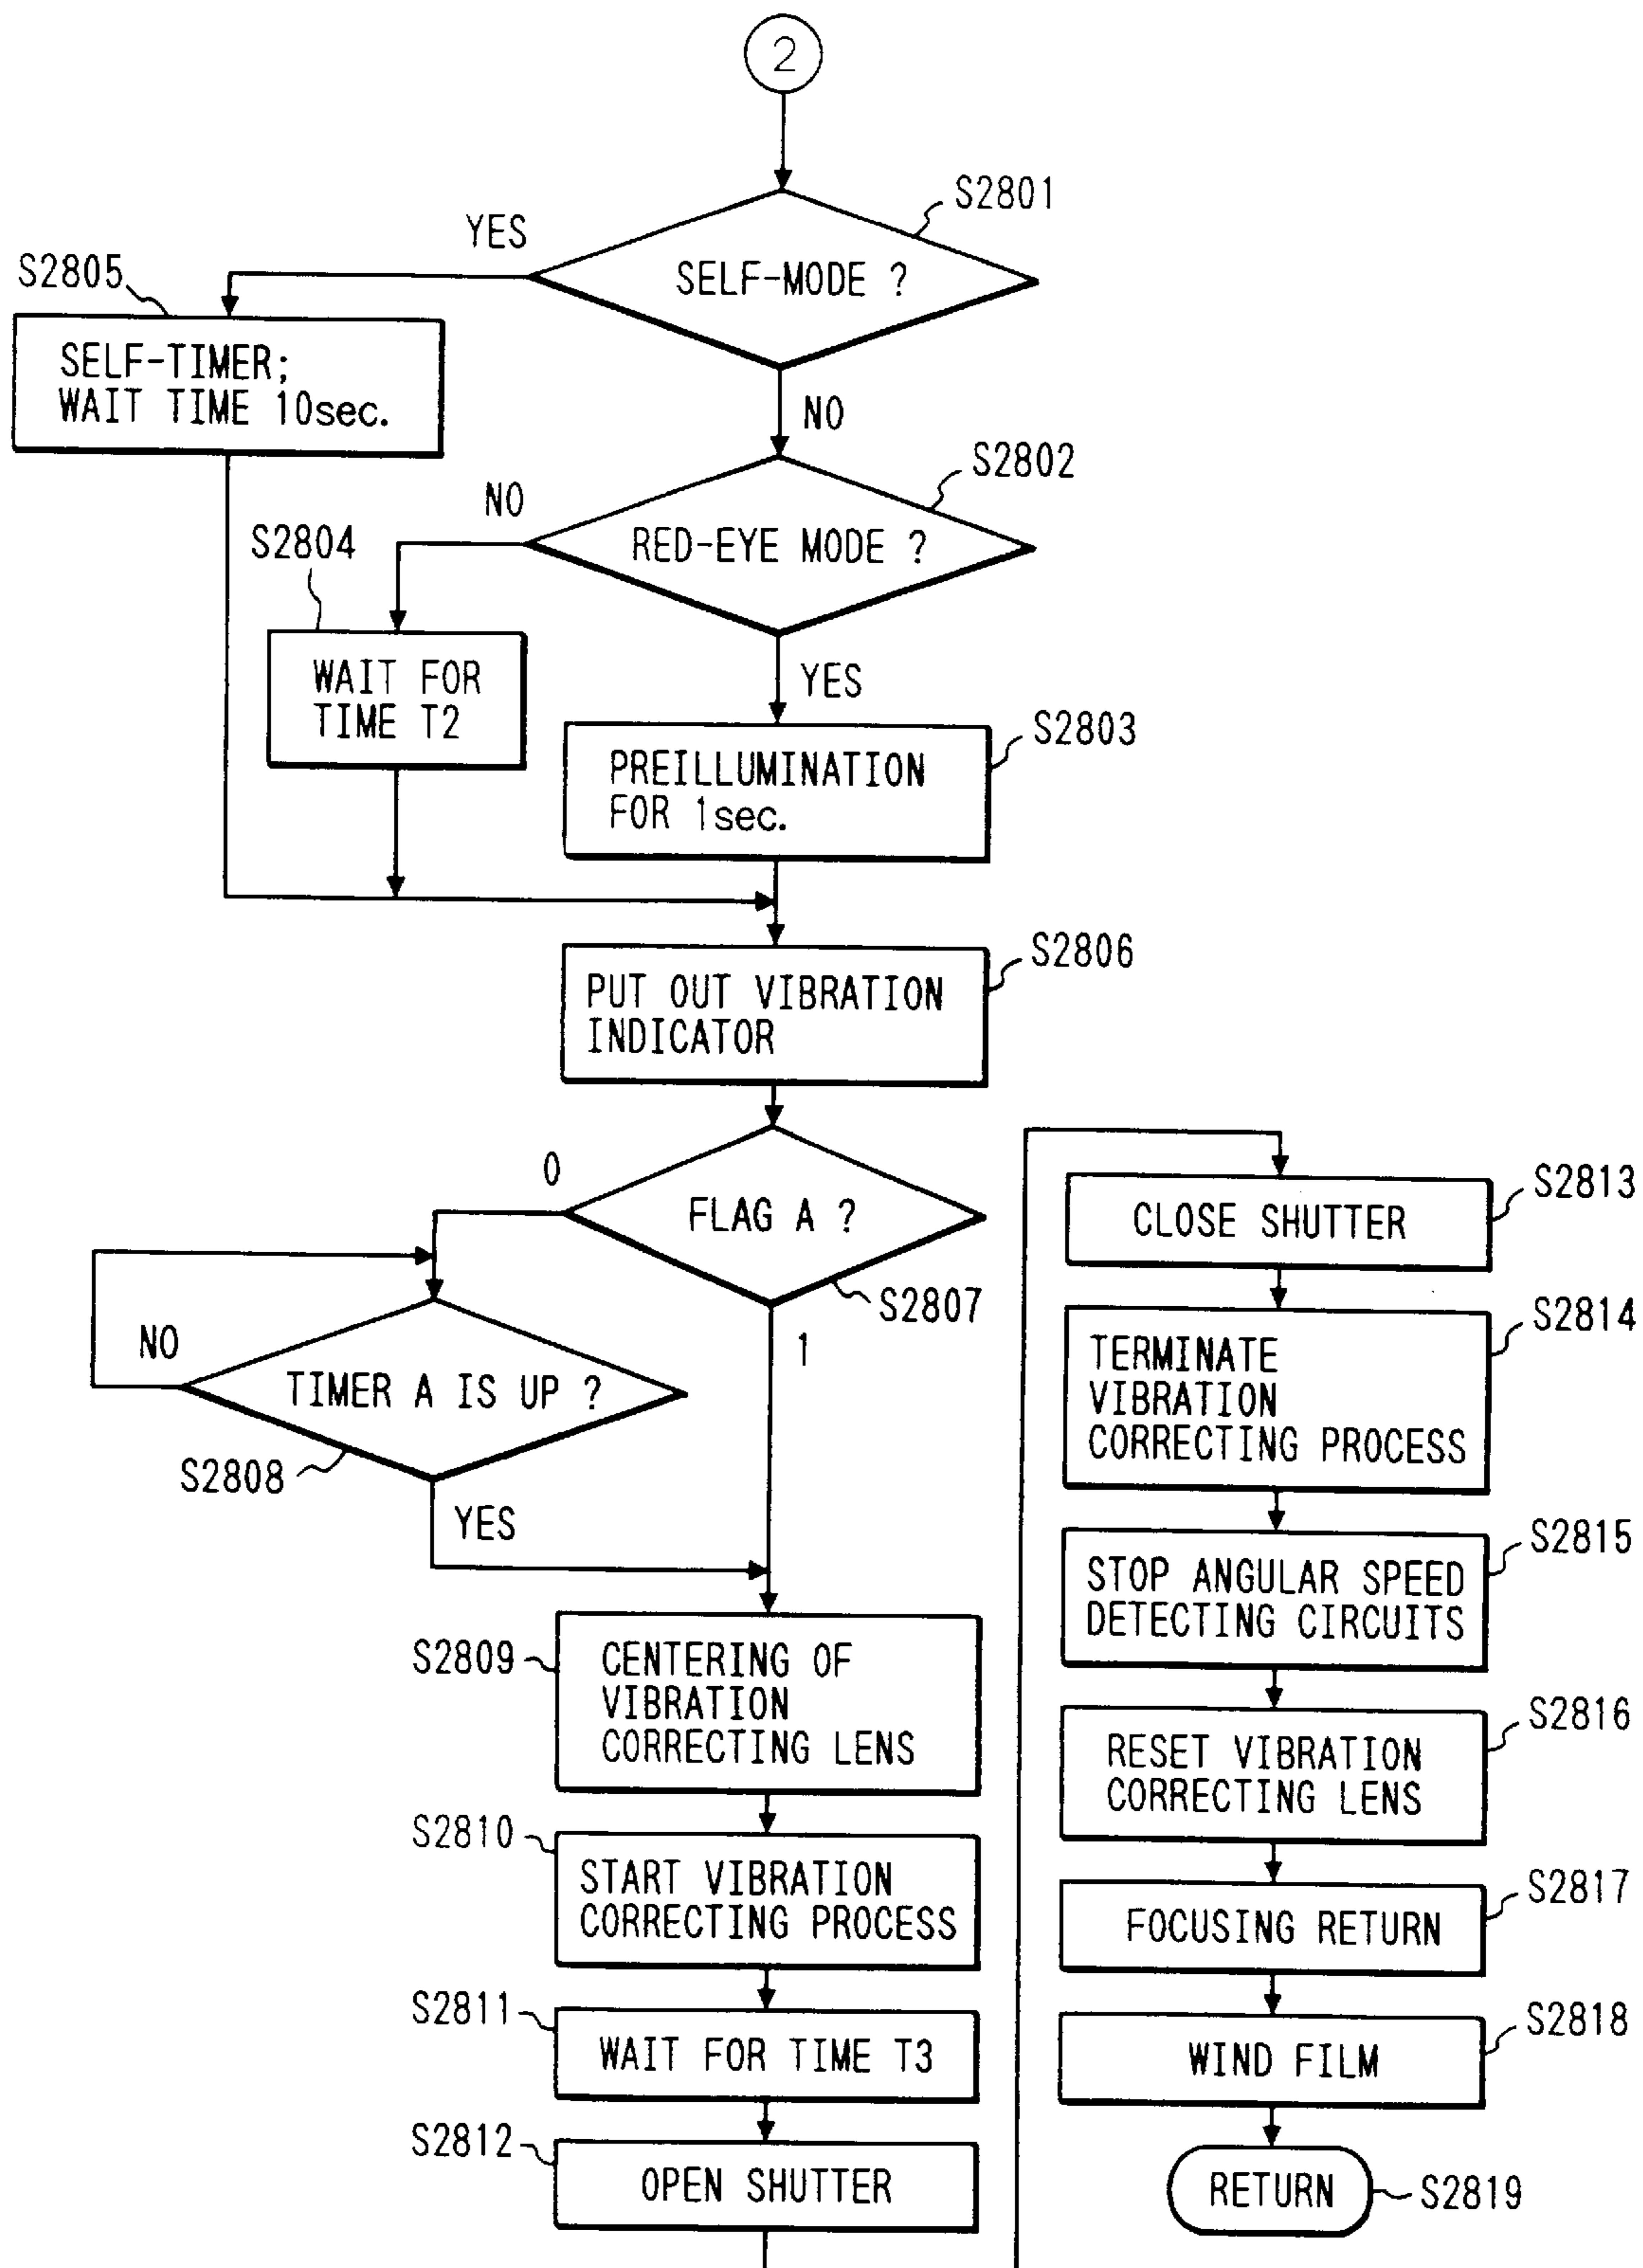 2
S2801
YES
SELF-MODE ?
S2805
SELF-TIMER;
WAIT TIME 10sec.
NO
S2802
NO
RED-EYE MODE ?
S2804
WAIT FOR
TIME T2
YES
S2803
PREILLUMINATION
FOR 1sec.
S2806
PUT OUT VIBRATION
INDICATOR
0
FLAG A ?
S2807
1
NO
TIMER A IS UP ?
S2808
YES
S2809
CENTERING OF
VIBRATION
CORRECTING LENS
S2810
START VIBRATION
CORRECTING PROCESS
S2811
WAIT FOR TIME T3
S2812
OPEN SHUTTER
S2813
CLOSE SHUTTER
S2814
TERMINATE
VIBRATION
CORRECTING PROCESS
S2815
STOP ANGULAR SPEED
DETECTING CIRCUITS
S2816
RESET VIBRATION
CORRECTING LENS
S2817
FOCUSING RETURN
S2818
WIND FILM
RETURN
S2819